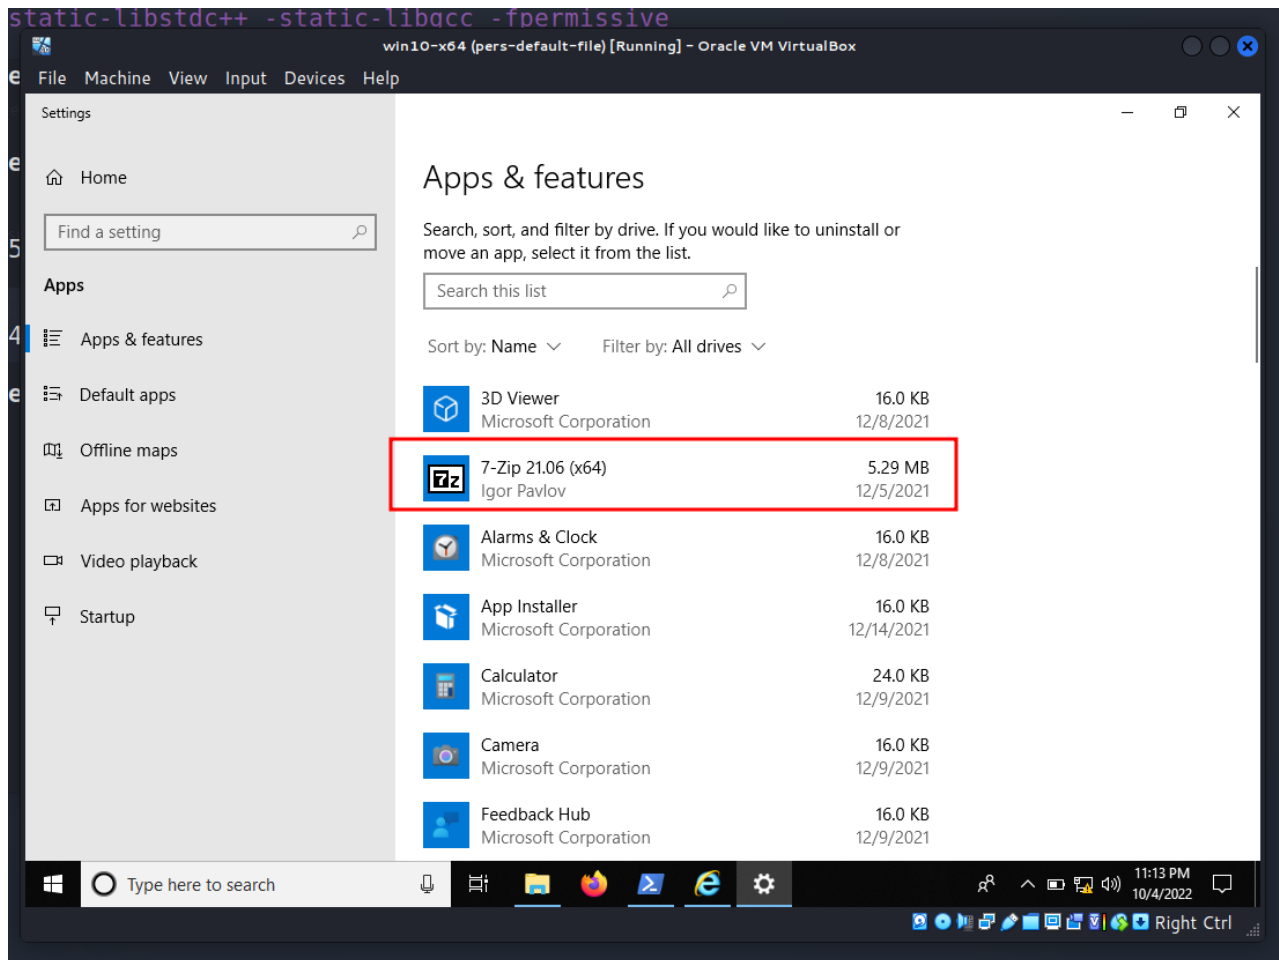 static-libstdc++ -static-libgcc -fpermissive
win10-x64 (pers-default-file) [Running] - Oracle VM VirtualBox
File Machine View Input Devices Help
Settings
Home
Find a setting
Apps
Apps & features
Default apps
Offline maps
Apps for websites
Video playback
Startup
Apps & features
Search, sort, and filter by drive. If you would like to uninstall or
move an app, select it from the list.
Search this list
Sort by: Name Filter by: All drives
3D Viewer 16.0 KB
Microsoft Corporation 12/8/2021
7-Zip 21.06 (x64) 5.29 MB
Igor Pavlov 12/5/2021
Alarms & Clock 16.0 KB
Microsoft Corporation 12/8/2021
App Installer 16.0 KB
Microsoft Corporation 12/14/2021
Calculator 24.0 KB
Microsoft Corporation 12/9/2021
Camera 16.0 KB
Microsoft Corporation 12/9/2021
Feedback Hub 16.0 KB
Microsoft Corporation 12/9/2021
Type here to search
11:13 PM
10/4/2022
Right Ctrl